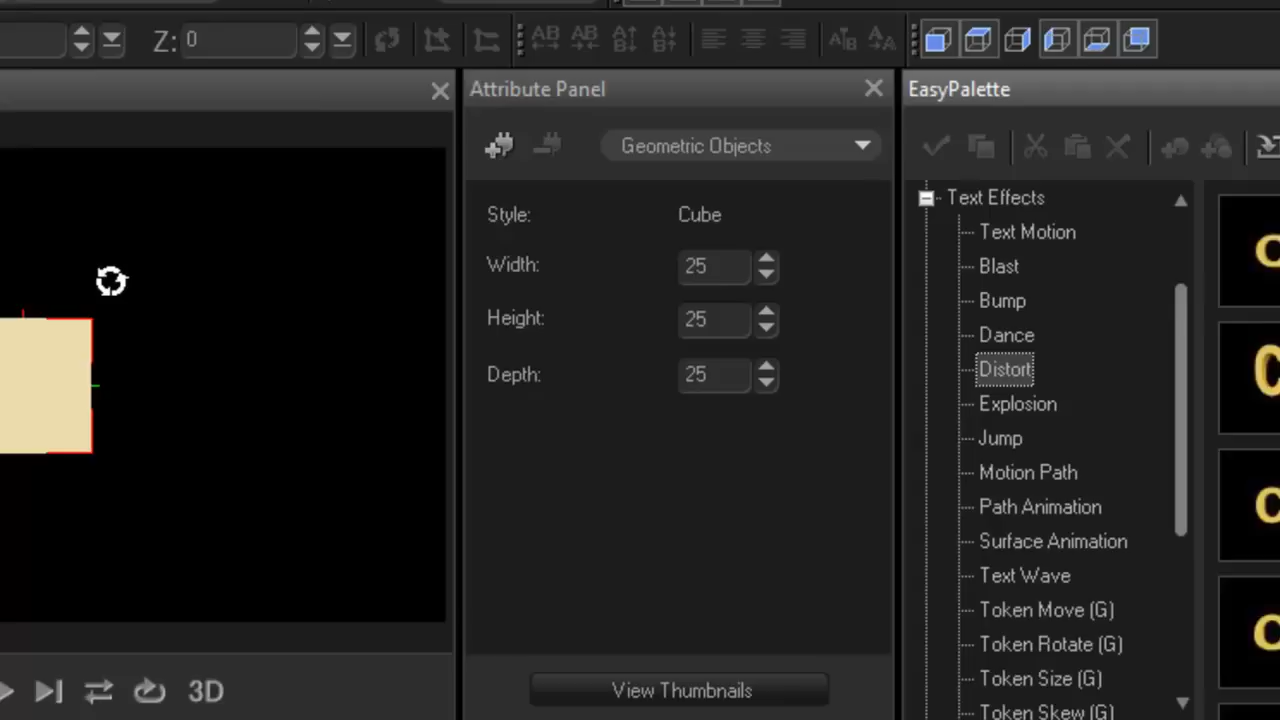 Z: 0
Attribute Panel
EasyPalette
Geometric Objects
Style: Cube
Width: 25
Height: 25
Depth: 25
View Thumbnails
3D
Text Effects
Text Motion
Blast
Bump
Dance
Distort
Explosion
Jump
Motion Path
Path Animation
Surface Animation
Text Wave
Token Move (G)
Token Rotate (G)
Token Size (G)
Token Skew (G)